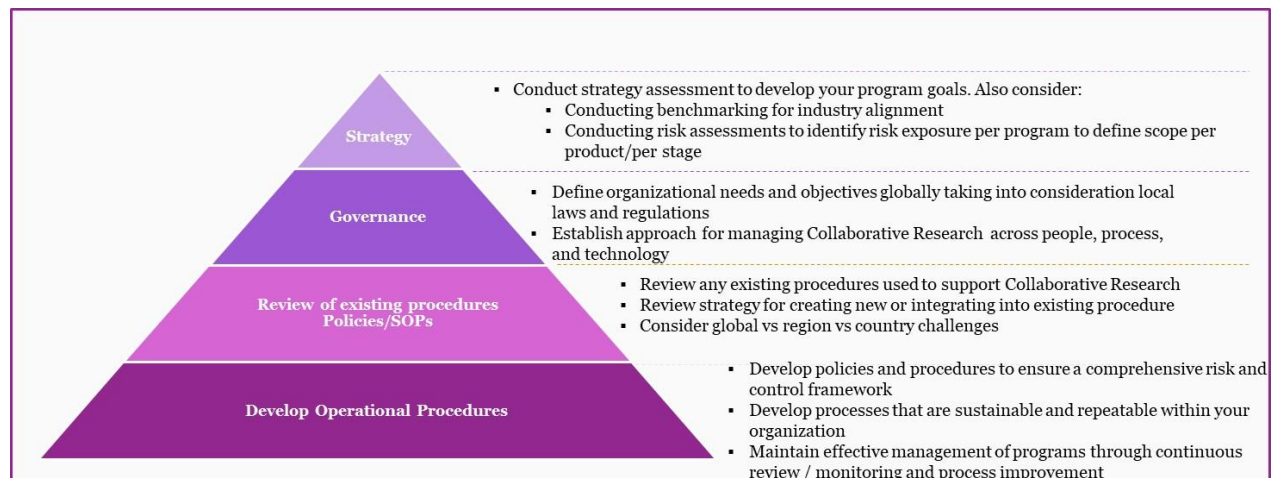 Strategy
▪ Conduct strategy assessment to develop your program goals. Also consider:
▪ Conducting benchmarking for industry alignment
▪ Conducting risk assessments to identify risk exposure per program to define scope per
product/per stage
Governance
▪ Define organizational needs and objectives globally taking into consideration local
laws and regulations
▪ Establish approach for managing Collaborative Research across people, process,
and technology
Review of existing procedures
Policies/SOPs
▪ Review any existing procedures used to support Collaborative Research
▪ Review strategy for creating new or integrating into existing procedure
▪ Consider global vs region vs country challenges
Develop Operational Procedures
▪ Develop policies and procedures to ensure a comprehensive risk and
control framework
▪ Develop processes that are sustainable and repeatable within your
organization
▪ Maintain effective management of programs through continuous
review / monitoring and process improvement